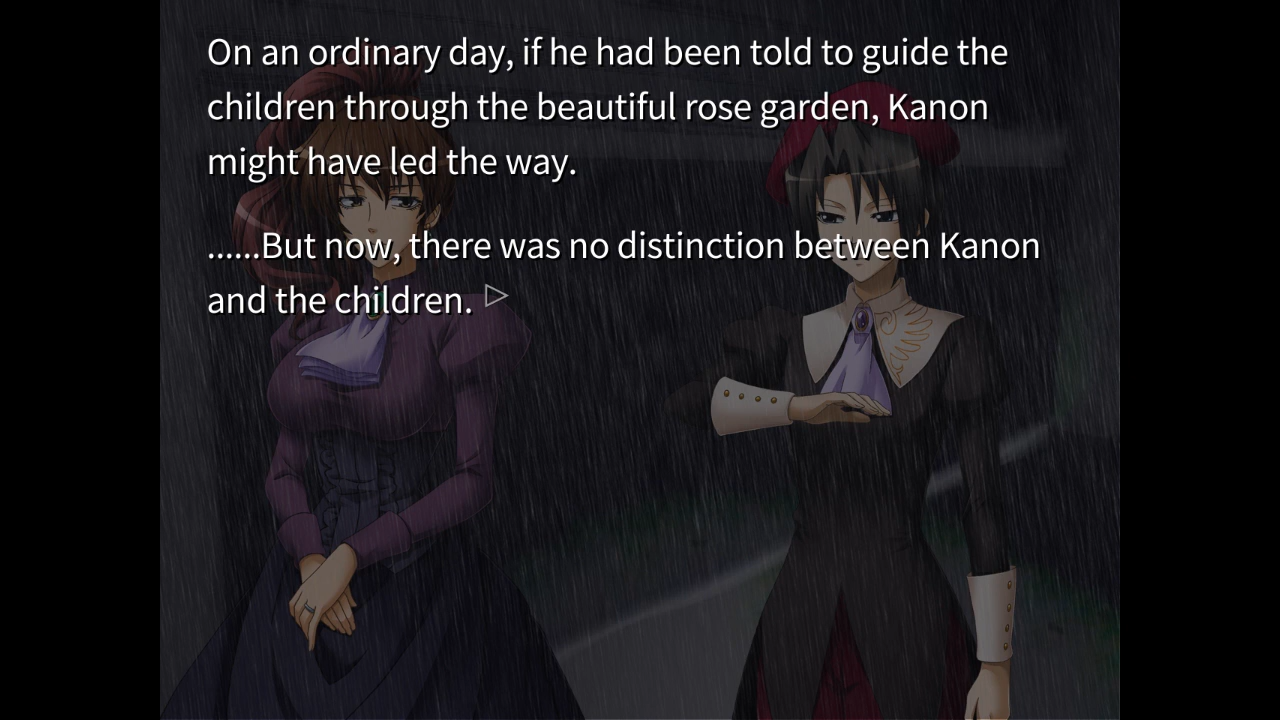 On an ordinary day, if he had been told to guide the
children through the beautiful rose garden, Kanon
might have led the way.
......But now, there was no distinction between Kanon
and the children.